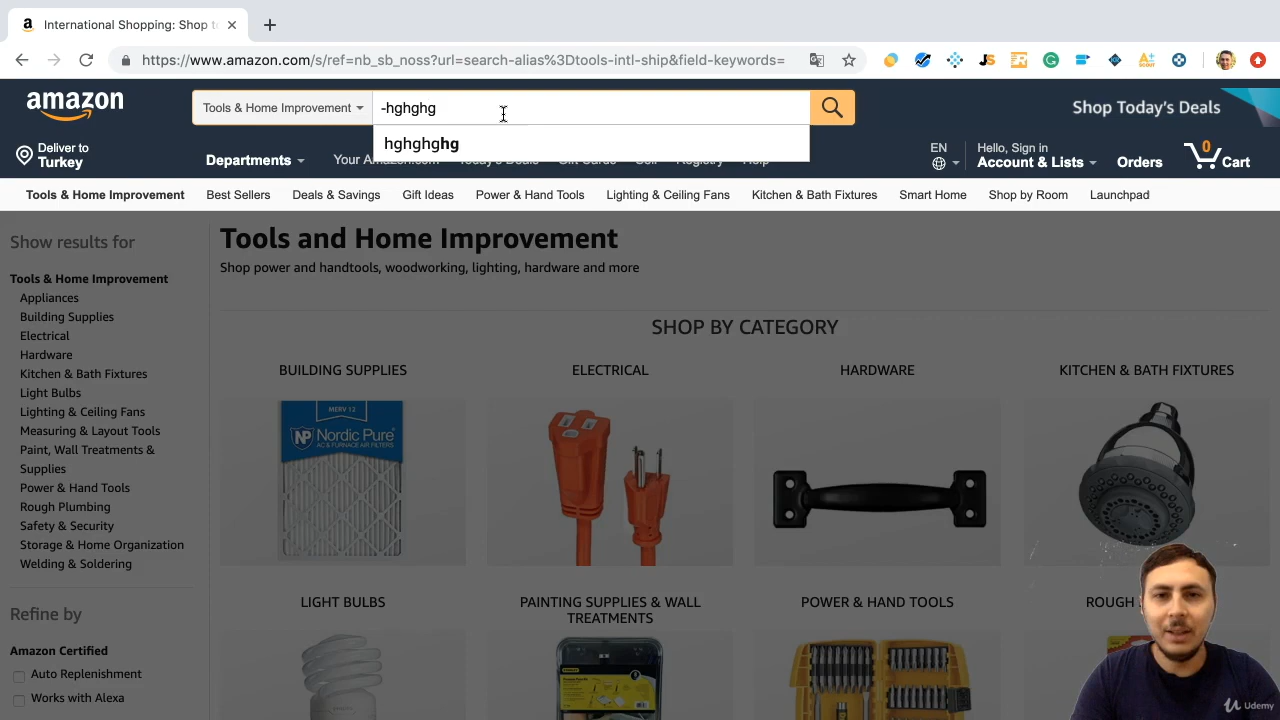 International Shopping: Shop t
https://www.amazon.com/s/ref=nb_sb_noss?url=search-alias%3Dtools-intl-ship&field-keywords=
amazon
Tools & Home Improvement
-hghghg
Shop Today's Deals
hghghghg
Deliver to
Turkey
Departments
Your Am
Today's Deals
Gift Cards
Sell
Registry
Help
EN
Hello, Sign in
Account & Lists
Orders
0
Cart
Tools & Home Improvement
Best Sellers
Deals & Savings
Gift Ideas
Power & Hand Tools
Lighting & Ceiling Fans
Kitchen & Bath Fixtures
Smart Home
Shop by Room
Launchpad
Show results for
Tools & Home Improvement
Appliances
Building Supplies
Electrical
Hardware
Kitchen & Bath Fixtures
Light Bulbs
Lighting & Ceiling Fans
Measuring & Layout Tools
Paint, Wall Treatments &
Supplies
Power & Hand Tools
Rough Plumbing
Safety & Security
Storage & Home Organization
Welding & Soldering
Refine by
Amazon Certified
Auto Replenishment
Works with Alexa
Tools and Home Improvement
Shop power and handtools, woodworking, lighting, hardware and more
SHOP BY CATEGORY
BUILDING SUPPLIES
ELECTRICAL
HARDWARE
KITCHEN & BATH FIXTURES
MERV 12
Nordic Pure
AC & FURNACE AIR FILTERS
LIGHT BULBS
PAINTING SUPPLIES & WALL
TREATMENTS
POWER & HAND TOOLS
ROUGH
Udemy